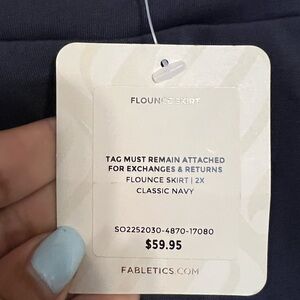 FLOUNCE SKIRT
TAG MUST REMAIN ATTACHED
FOR EXCHANGES & RETURNS
FLOUNCE SKIRT | 2X
CLASSIC NAVY
SO2252030-4870-17080
$59.95
FABLETICS.COM